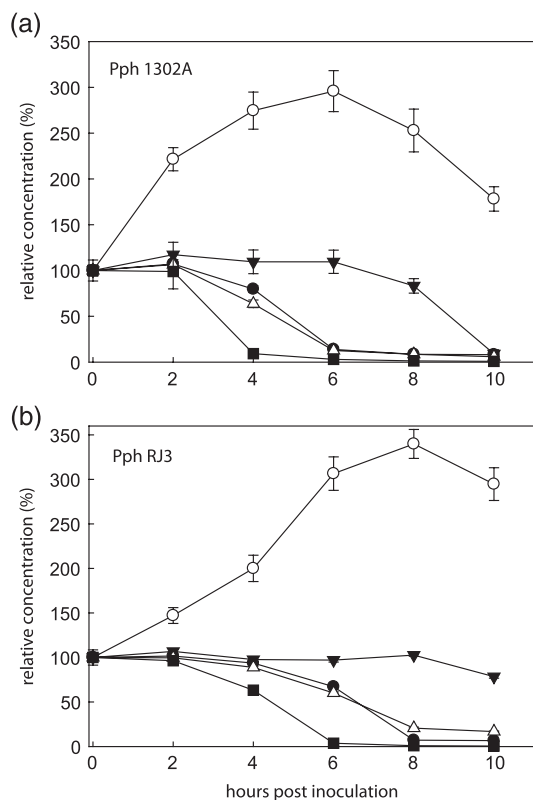 (a)
Pph 1302A
relative concentration (%)
350
300
250
200
150
100
50
0
0 2 4 6 8 10
(b)
Pph RJ3
relative concentration (%)
350
300
250
200
150
100
50
0
0 2 4 6 8 10
hours post inoculation